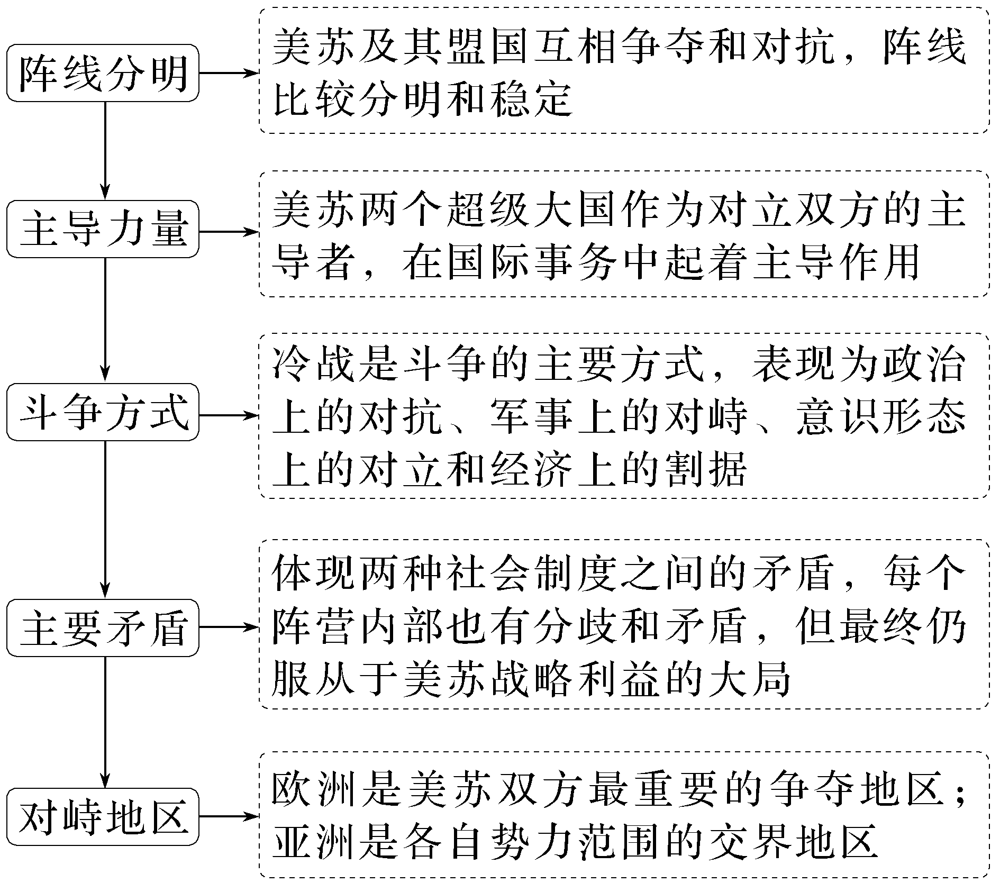 阵线分明
美苏及其盟国互相争夺和对抗，阵线
比较分明和稳定
主导力量
美苏两个超级大国作为对立双方的主
导者，在国际事务中起着主导作用
斗争方式
冷战是斗争的主要方式，表现为政治
上的对抗、军事上的对峙、意识形态
上的对立和经济上的割据
主要矛盾
体现两种社会制度之间的矛盾，每个
阵营内部也有分歧和矛盾，但最终仍
服从于美苏战略利益的大局
对峙地区
欧洲是美苏双方最重要的争夺地区；
亚洲是各自势力范围的交界地区